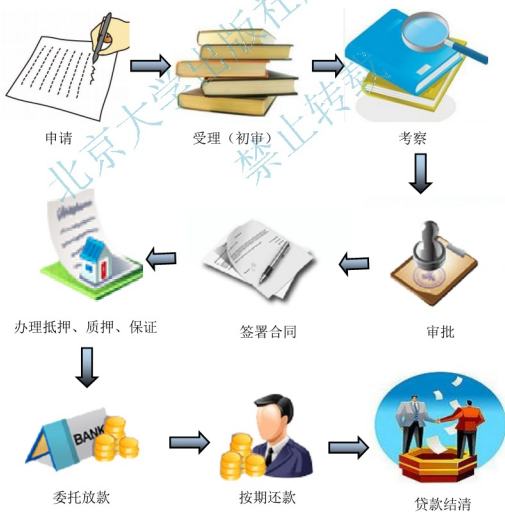 申请
受理（初审）
考察
办理抵押、质押、保证
签署合同
审批
BANK
委托放款
按期还款
贷款结清
北京大学出版社
禁止转载